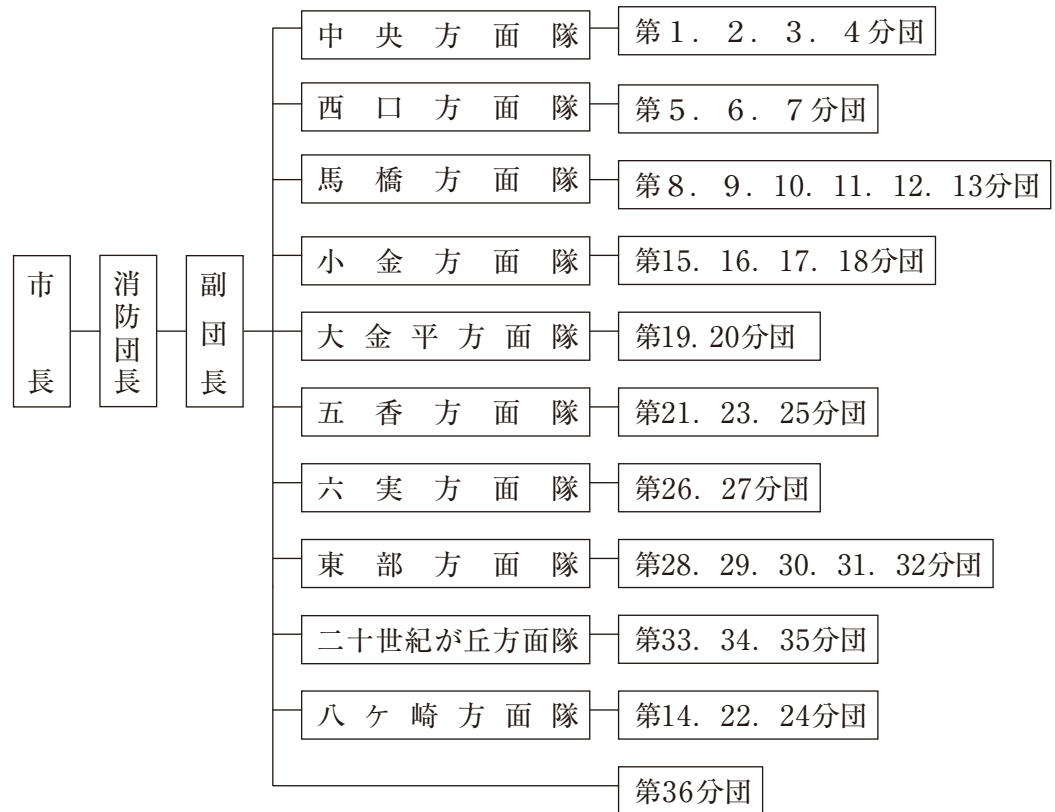 市長
消防団長
副団長
中央方面隊
第1．2．3．4分団
西口方面隊
第5．6．7分団
馬橋方面隊
第8．9．10．11．12．13分団
小金方面隊
第15．16．17．18分団
大金平方面隊
第19．20分団
五香方面隊
第21．23．25分団
六実方面隊
第26．27分団
東部方面隊
第28．29．30．31．32分団
二十世紀が丘方面隊
第33．34．35分団
八ケ崎方面隊
第14．22．24分団
第36分団